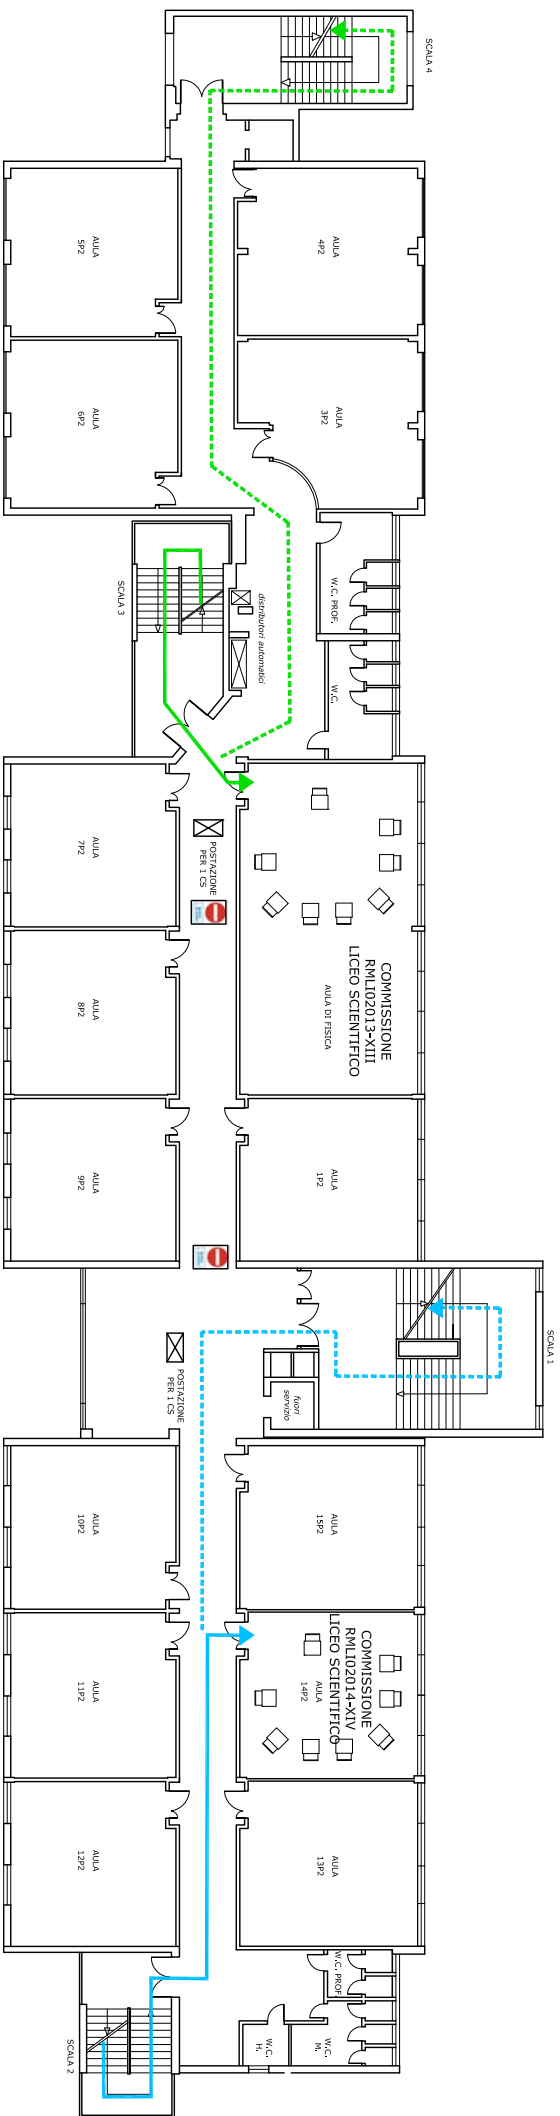 SCALA 4
AULA
5P2
AULA
4P2
AULA
6P2
AULA
3P2
SCALA 3
distributori automatici
W.C. PROF.
W.C.
AULA
7P2
POSTAZIONE
PER 1 CS
COMMISSIONE
RMLI02013-XIII
LICEO SCIENTIFICO
AULA DI FISICA
AULA
8P2
AULA
9P2
AULA
1P2
SCALA 1
POSTAZIONE
PER 1 CS
fuori
servizio
AULA
10P2
AULA
15P2
AULA
11P2
COMMISSIONE
RMLI02014-XIV
LICEO SCIENTIFICO
AULA
14P2
AULA
12P2
AULA
13P2
W.C. PROF.
W.C.
H.
W.C.
M.
SCALA 2